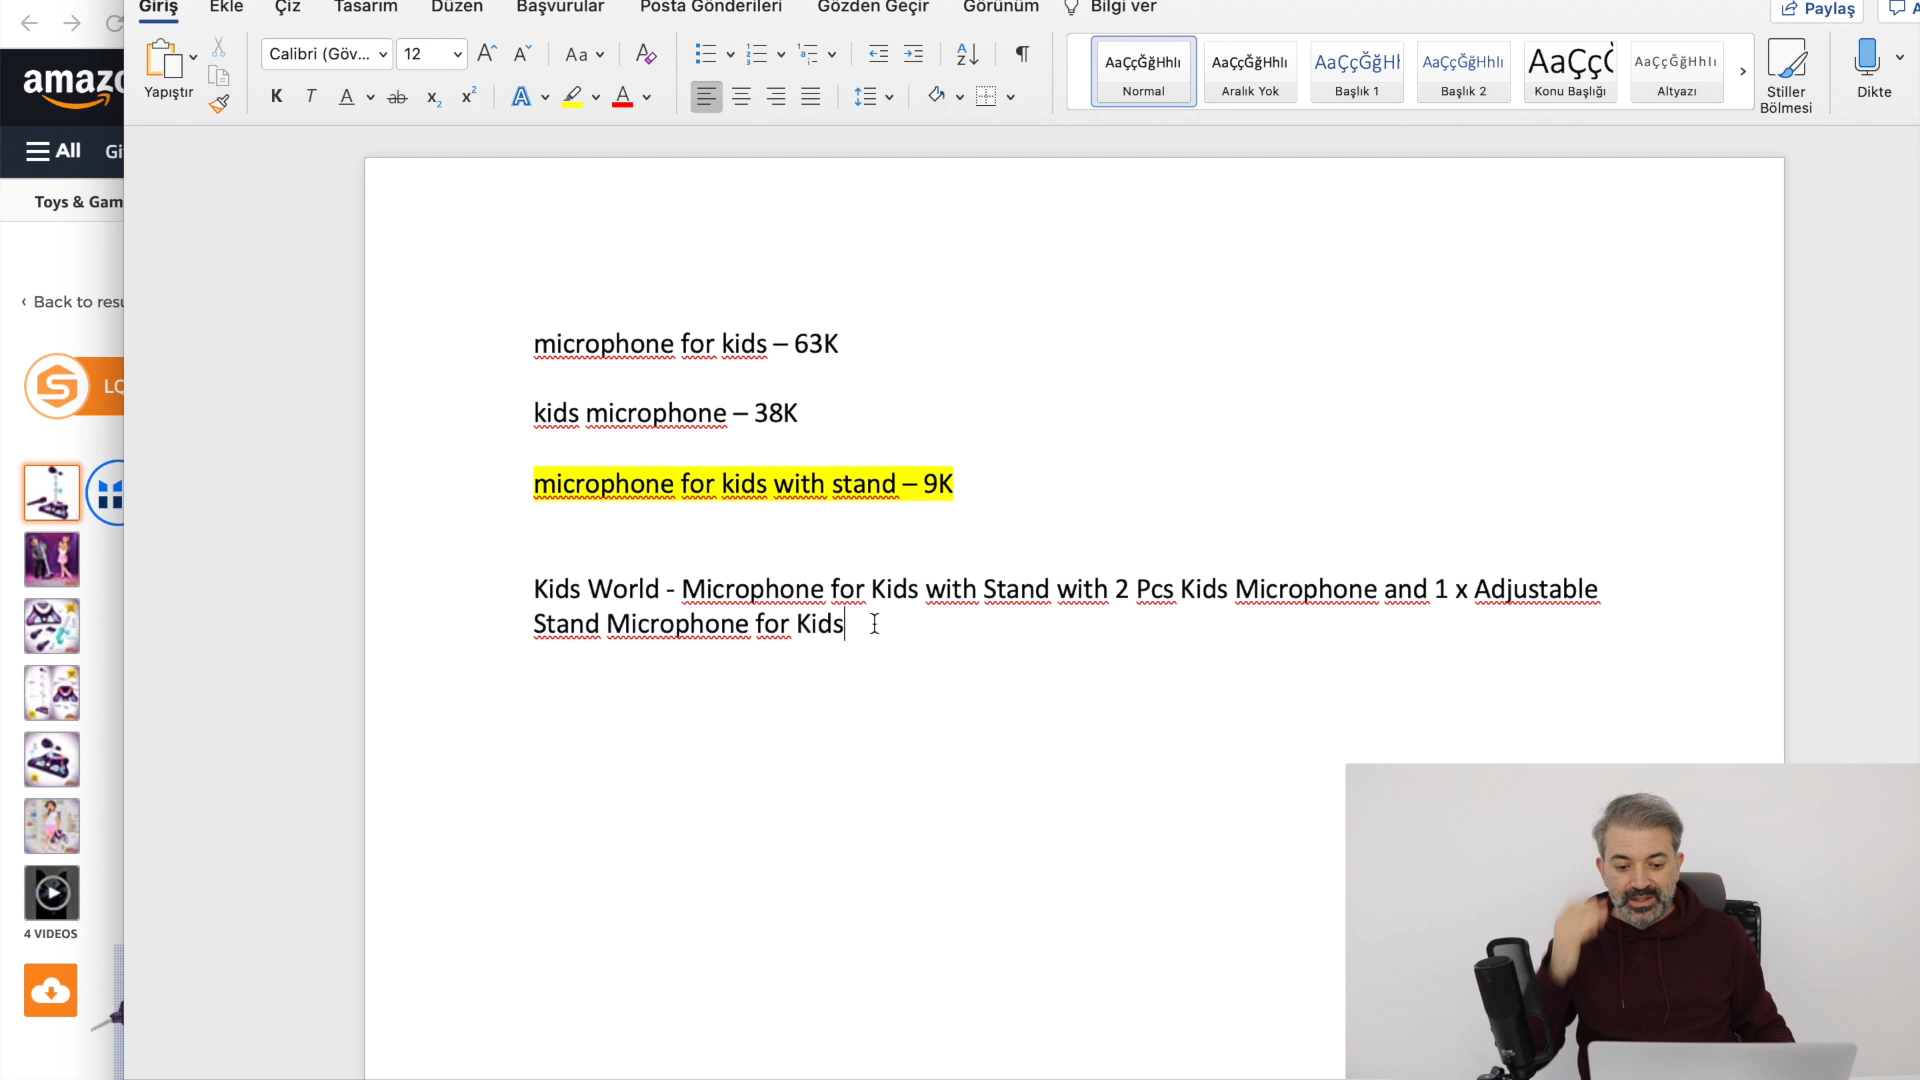 Giriş Ekle Çiz Tasarım Düzen Başvurular Posta Gönderileri Gözden Geçir Görünüm Bilgi ver
Paylaş
Calibri (Göv... 12
Yapıştır
K T A ab
AaÇçĞğHhIı AaÇçĞğHhIı AaÇçĞğHl AaÇçĞğHhIı AaÇç AaÇçĞğHhIı
Normal Aralık Yok Başlık 1 Başlık 2 Konu Başlığı Altyazı
Stiller
Bölmesi
Dikte
All
Toys & Gam
Back to
microphone for kids – 63K
kids microphone – 38K
microphone for kids with stand – 9K
Kids World - Microphone for Kids with Stand with 2 Pcs Kids Microphone and 1 x Adjustable
Stand Microphone for Kids
4 VIDEOS